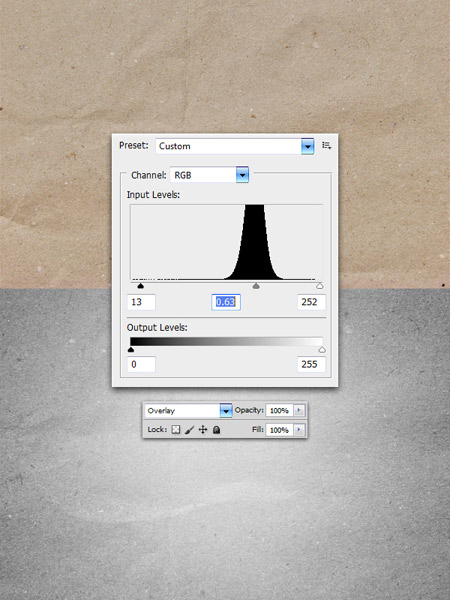 Preset: Custom
Channel: RGB
Input Levels:
13 0.63 252
Output Levels:
0 255
Overlay Opacity: 100%
Lock: Fill: 100%